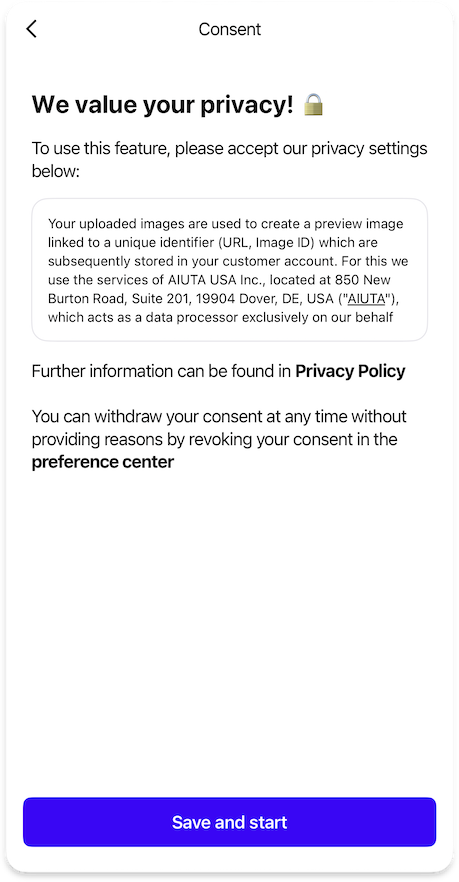 Consent
We value your privacy! 🔒
To use this feature, please accept our privacy settings
below:
Your uploaded images are used to create a preview image
linked to a unique identifier (URL, Image ID) which are
subsequently stored in your customer account. For this we
use the services of AIUTA USA Inc., located at 850 New
Burton Road, Suite 201, 19904 Dover, DE, USA ("AIUTA"),
which acts as a data processor exclusively on our behalf
Further information can be found in Privacy Policy
You can withdraw your consent at any time without
providing reasons by revoking your consent in the
preference center
Save and start